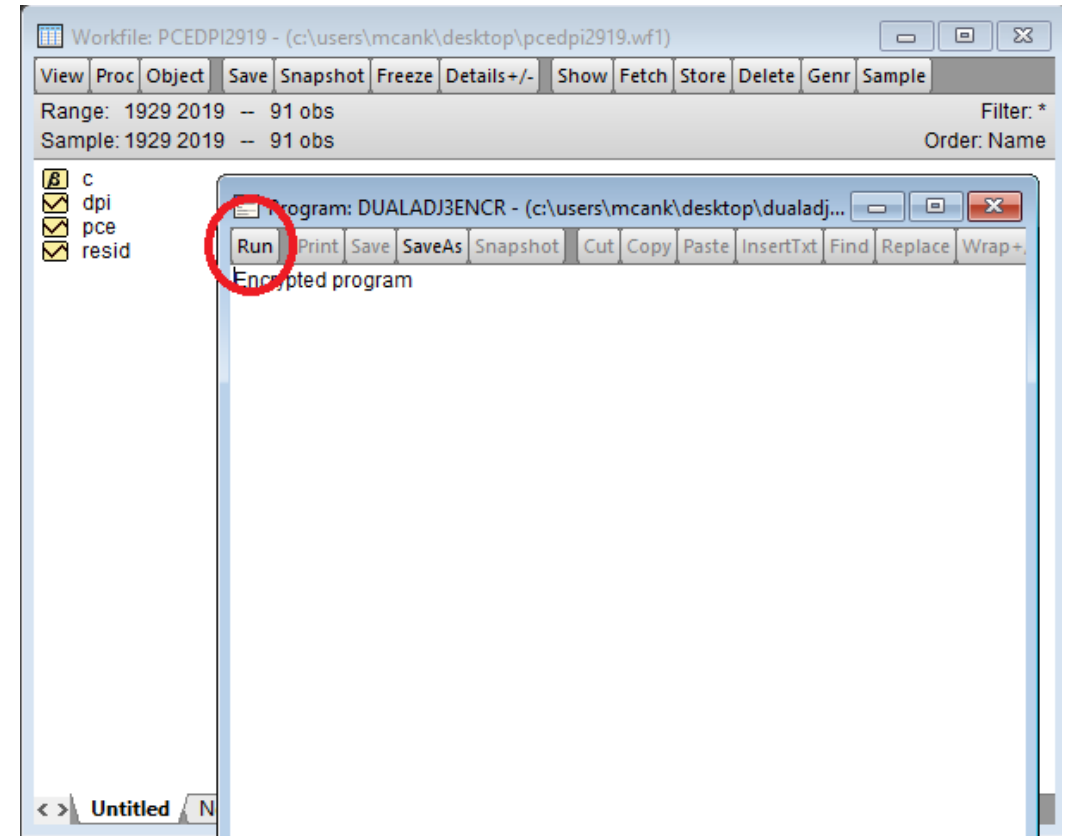 Workfile: PCEDPI2919 - (c:\users\mcank\desktop\pcedpi2919.wf1)
View Proc Object Save Snapshot Freeze Details+/- Show Fetch Store Delete Genr Sample
Range: 1929 2019 -- 91 obs Filter: *
Sample: 1929 2019 -- 91 obs Order: Name
β c
dpi
pce
resid
Program: DUALADJ3ENCR - (c:\users\mcank\desktop\dualadj...
Run Print Save SaveAs Snapshot Cut Copy Paste InsertTxt Find Replace Wrap+
Encrypted program
< > Untitled N